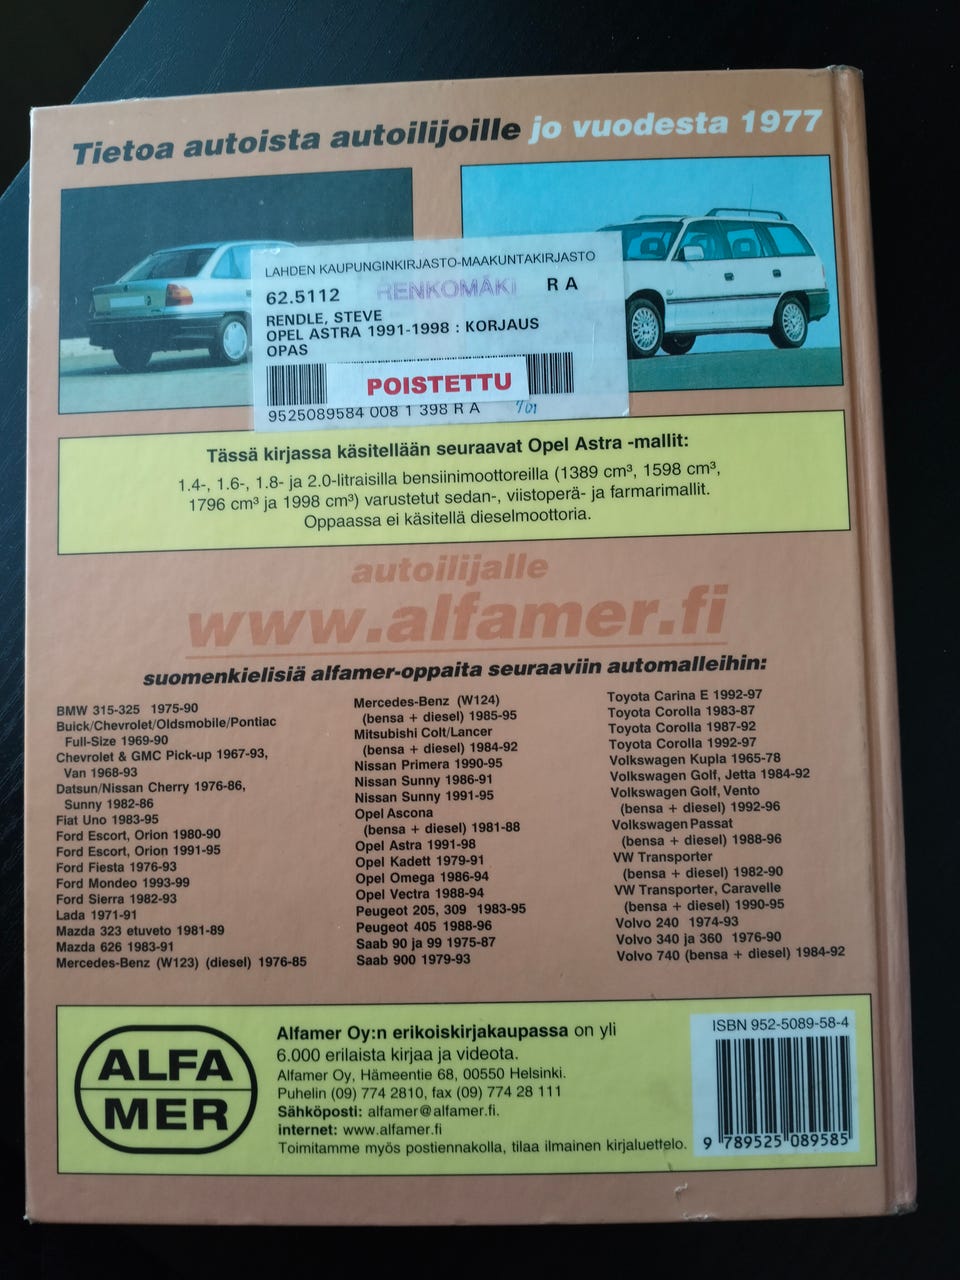 Tietoa autoista autoilijoille jo vuodesta 1977
LAHDEN KAUPUNGINKIRJASTO-MAAKUNTAKIRJASTO
62.5112 RENKOMÄKI R A
RENDLE, STEVE
OPEL ASTRA 1991-1998 : KORJAUS
OPAS
POISTETTU
9525089584 008 1 398 R A
Tässä kirjassa käsitellään seuraavat Opel Astra -mallit:
1.4-, 1.6-, 1.8- ja 2.0-litraisilla bensiinimoottoreilla (1389 cm³, 1598 cm³,
1796 cm³ ja 1998 cm³) varustetut sedan-, viistoperä- ja farmarimallit.
Oppaassa ei käsitellä dieselmoottoria.
autoilijalle
www.alfamer.fi
suomenkielisiä alfamer-oppaita seuraaviin automalleihin:
BMW 315-325 1975-90
Buick/Chevrolet/Oldsmobile/Pontiac
Full-Size 1969-90
Chevrolet & GMC Pick-up 1967-93,
Van 1968-93
Datsun/Nissan Cherry 1976-86,
Sunny 1982-86
Fiat Uno 1983-95
Ford Escort, Orion 1980-90
Ford Escort, Orion 1991-95
Ford Fiesta 1976-93
Ford Mondeo 1993-99
Ford Sierra 1982-93
Lada 1971-91
Mazda 323 etuveto 1981-89
Mazda 626 1983-91
Mercedes-Benz (W123) (diesel) 1976-85
Mercedes-Benz (W124)
(bensa + diesel) 1985-95
Mitsubishi Colt/Lancer
(bensa + diesel) 1984-92
Nissan Primera 1990-95
Nissan Sunny 1986-91
Nissan Sunny 1991-95
Opel Ascona
(bensa + diesel) 1981-88
Opel Astra 1991-98
Opel Kadett 1979-91
Opel Omega 1986-94
Opel Vectra 1988-94
Peugeot 205, 309 1983-95
Peugeot 405 1988-96
Saab 90 ja 99 1975-87
Saab 900 1979-93
Toyota Carina E 1992-97
Toyota Corolla 1983-87
Toyota Corolla 1987-92
Toyota Corolla 1992-97
Volkswagen Kupla 1965-78
Volkswagen Golf, Jetta 1984-92
Volkswagen Golf, Vento
(bensa + diesel) 1992-96
Volkswagen Passat
(bensa + diesel) 1988-96
VW Transporter
(bensa + diesel) 1982-90
VW Transporter, Caravelle
(bensa + diesel) 1990-95
Volvo 240 1974-93
Volvo 340 ja 360 1976-90
Volvo 740 (bensa + diesel) 1984-92
ALFA
MER
Alfamer Oy:n erikoiskirjakaupassa on yli
6.000 erilaista kirjaa ja videota.
Alfamer Oy, Hämeentie 68, 00550 Helsinki.
Puhelin (09) 774 2810, fax (09) 774 28 111
Sähköposti: alfamer@alfamer.fi.
internet: www.alfamer.fi
Toimitamme myös postiennakolla, tilaa ilmainen kirjaluettelo.
ISBN 952-5089-58-4
9 789525 089585